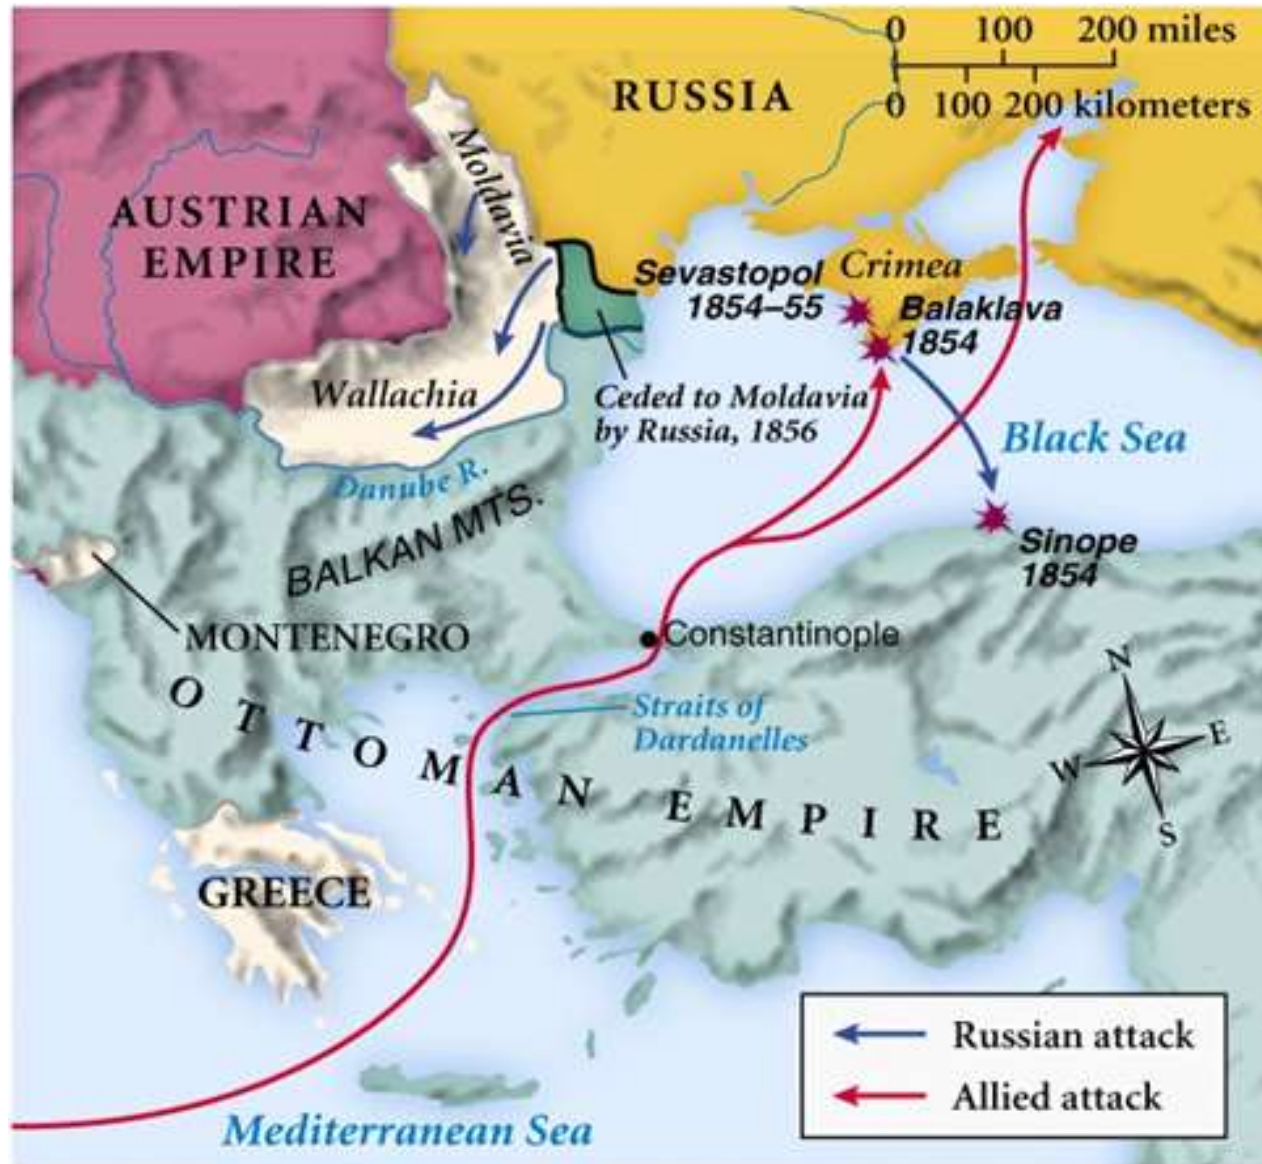 0 100 200 miles
0 100 200 kilometers
RUSSIA
Moldavia
AUSTRIAN
EMPIRE
Sevastopol
1854–55
Crimea
Balaklava
1854
Wallachia
Ceded to Moldavia
by Russia, 1856
Black Sea
Danube R.
BALKAN MTS.
Sinope
1854
MONTENEGRO
Constantinople
N
E
W
S
Straits of
Dardanelles
OTTOMAN EMPIRE
GREECE
Russian attack
Allied attack
Mediterranean Sea